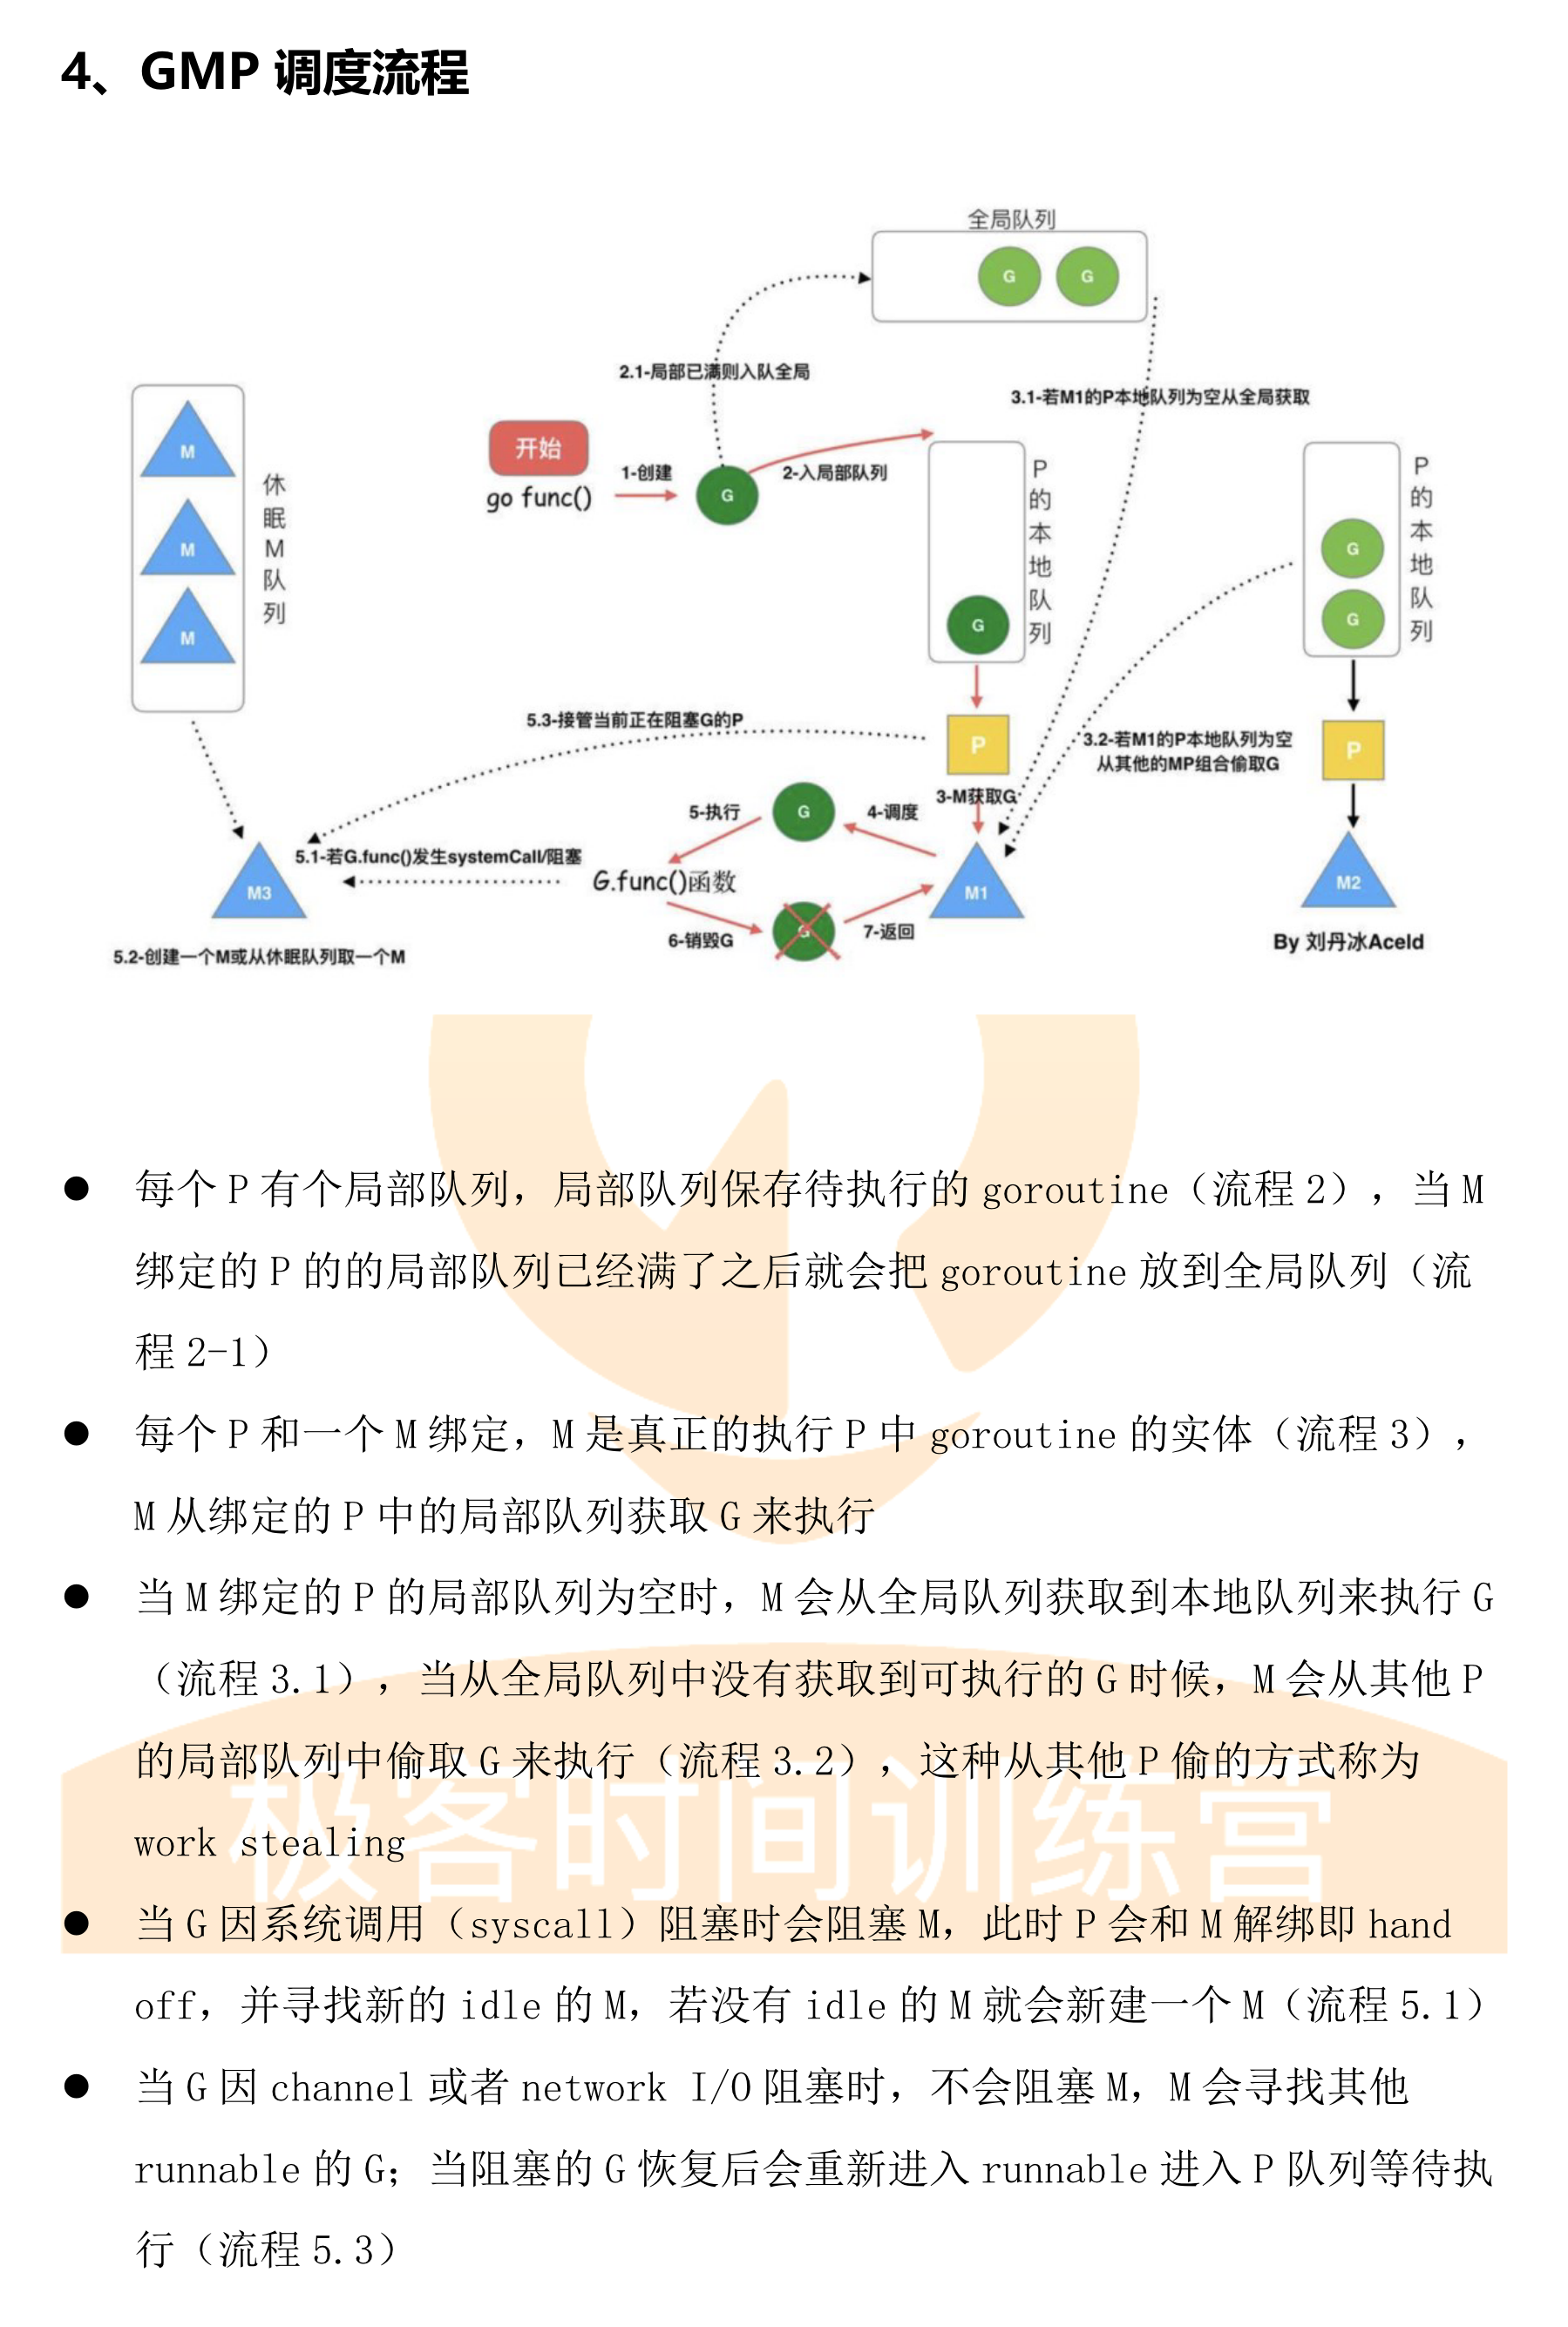 4、GMP 调度流程
全局队列
G
G
2.1-局部已满则入队全局
3.1-若M1的P本地队列为空从全局获取
开始
go func()
1-创建
G
2-入局部队列
P的本地队列
G
P的本地队列
G
G
M
M
M
休眠M队列
5.3-接管当前正在阻塞G的P
P
3.2-若M1的P本地队列为空
从其他的MP组合偷取G
P
3-M获取G
5-执行
G
4-调度
5.1-若G.func()发生systemCall/阻塞
G.func()函数
M3
M1
M2
6-销毁G
G
7-返回
5.2-创建一个M或从休眠队列取一个M
By 刘丹冰Aceld
● 每个 P 有个局部队列，局部队列保存待执行的 goroutine（流程 2），当 M
绑定的 P 的的局部队列已经满了之后就会把 goroutine 放到全局队列（流
程 2-1）
● 每个 P 和一个 M 绑定，M 是真正的执行 P 中 goroutine 的实体（流程 3），
M 从绑定的 P 中的局部队列获取 G 来执行
● 当 M 绑定的 P 的局部队列为空时，M 会从全局队列获取到本地队列来执行 G
（流程 3.1），当从全局队列中没有获取到可执行的 G 时候，M 会从其他 P
的局部队列中偷取 G 来执行（流程 3.2），这种从其他 P 偷的方式称为
work stealing
极客时间训练营
● 当 G 因系统调用（syscall）阻塞时会阻塞 M，此时 P 会和 M 解绑即 hand
off，并寻找新的 idle 的 M，若没有 idle 的 M 就会新建一个 M（流程 5.1）
● 当 G 因 channel 或者 network I/O 阻塞时，不会阻塞 M，M 会寻找其他
runnable 的 G；当阻塞的 G 恢复后会重新进入 runnable 进入 P 队列等待执
行（流程 5.3）